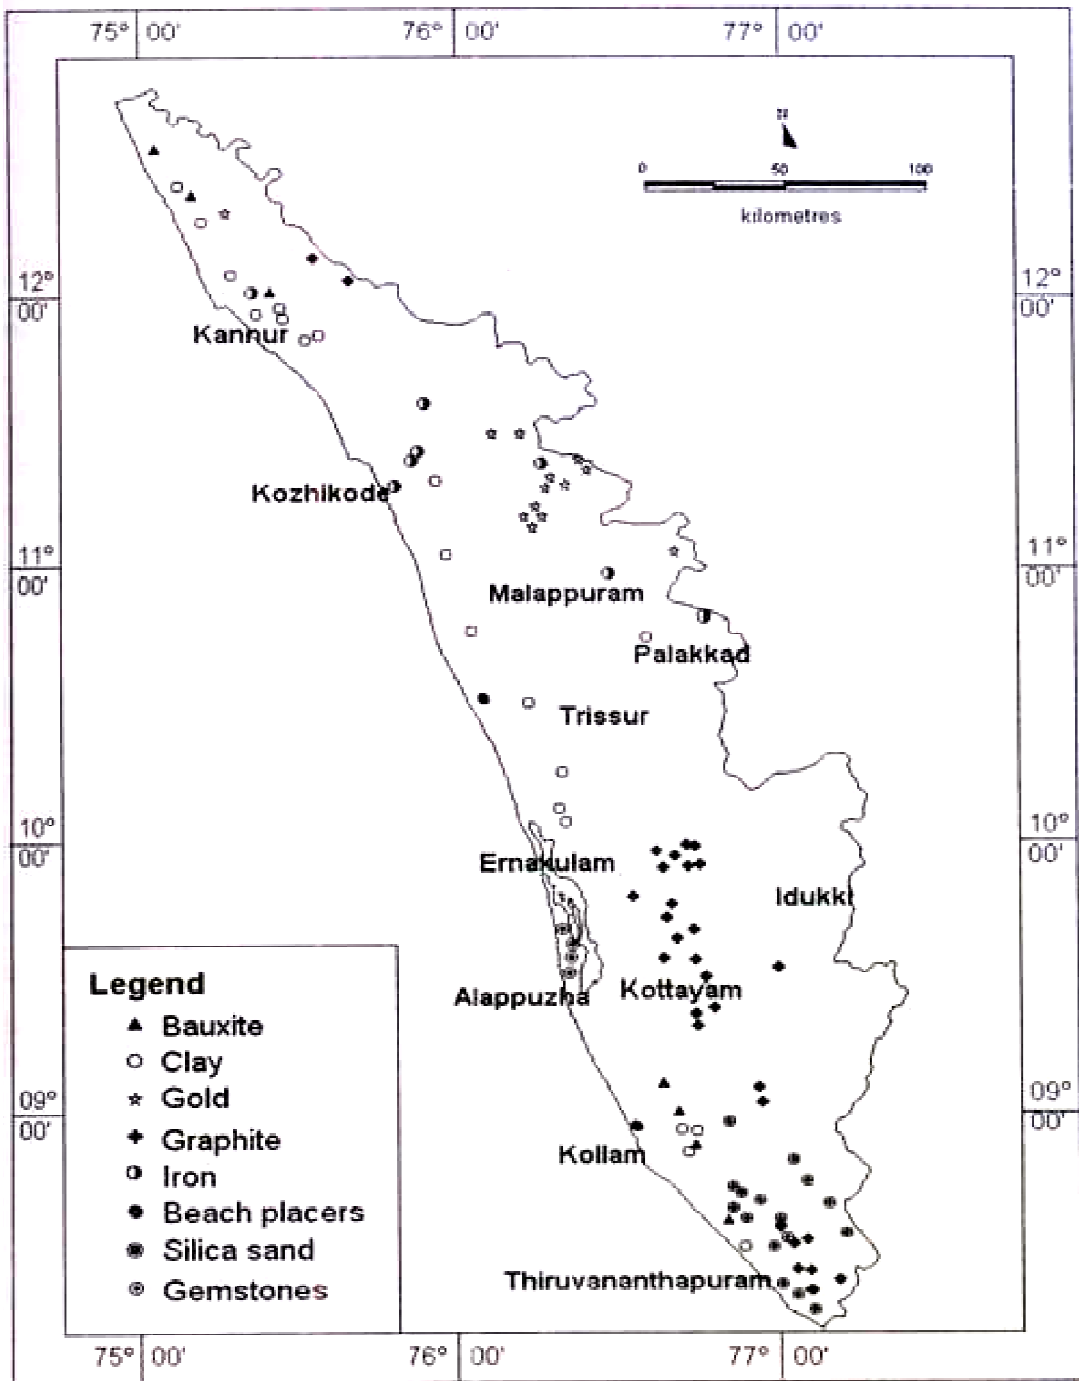 75° 00' 76° 00' 77° 00'
N
0 50 100
kilometres
12° 00' 12° 00'
Kannur
Kozhikode
11° 00' 11° 00'
Malappuram
Palakkad
Trissur
10° 00' 10° 00'
Ernakulam
Idukki
Alappuzha
Kottayam
Legend
Bauxite
Clay
Gold
Graphite
Iron
Beach placers
Silica sand
Gemstones
09° 00' 09° 00'
Kollam
Thiruvananthapuram
75° 00' 76° 00' 77° 00'